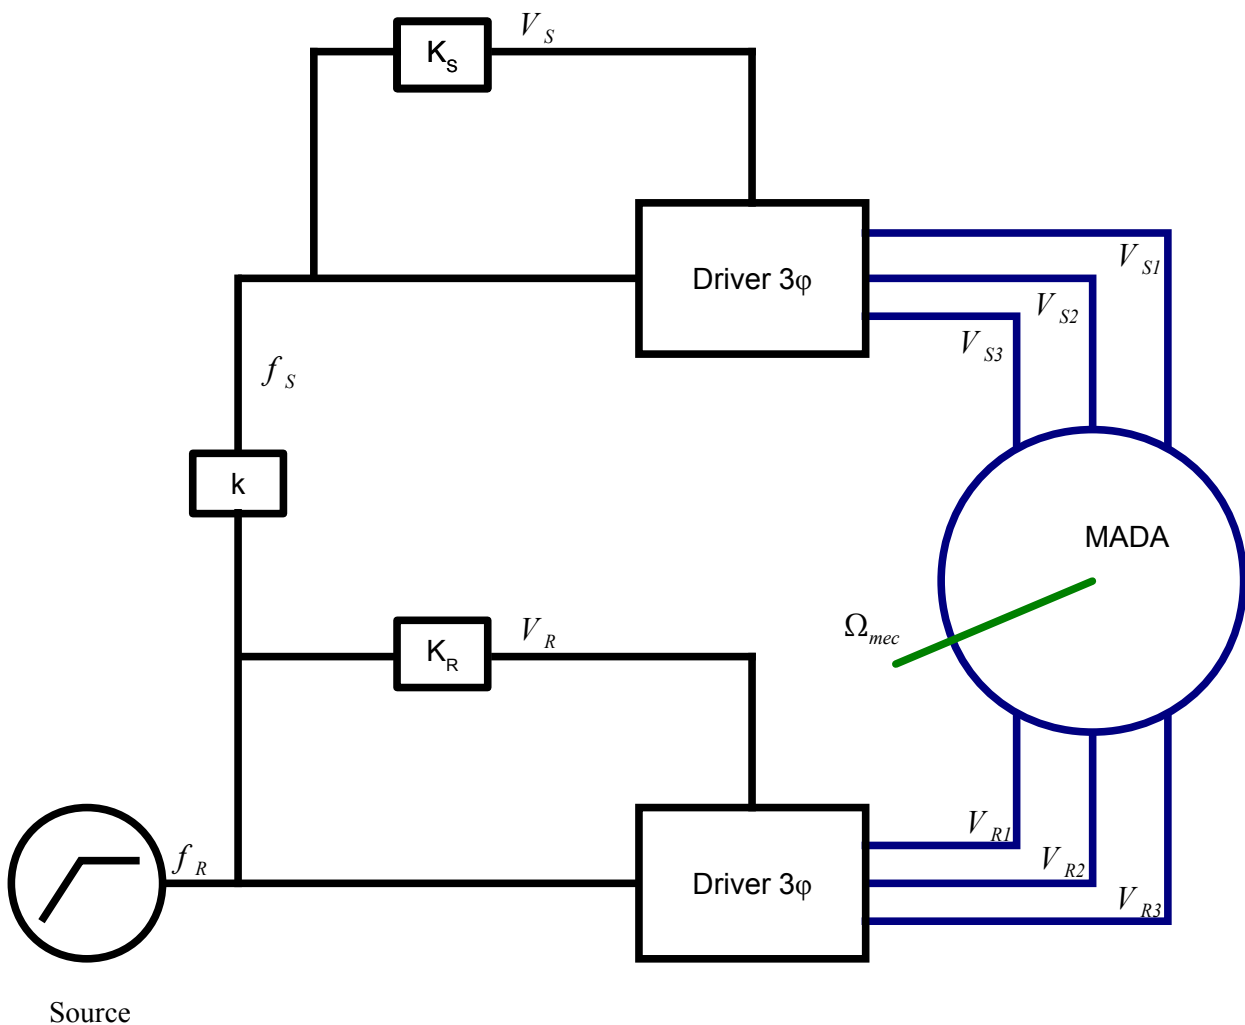 K_S
V_S
Driver 3φ
V_S1
V_S2
V_S3
f_S
k
MADA
Ω_mec
K_R
V_R
f_R
Driver 3φ
V_R1
V_R2
V_R3
Source